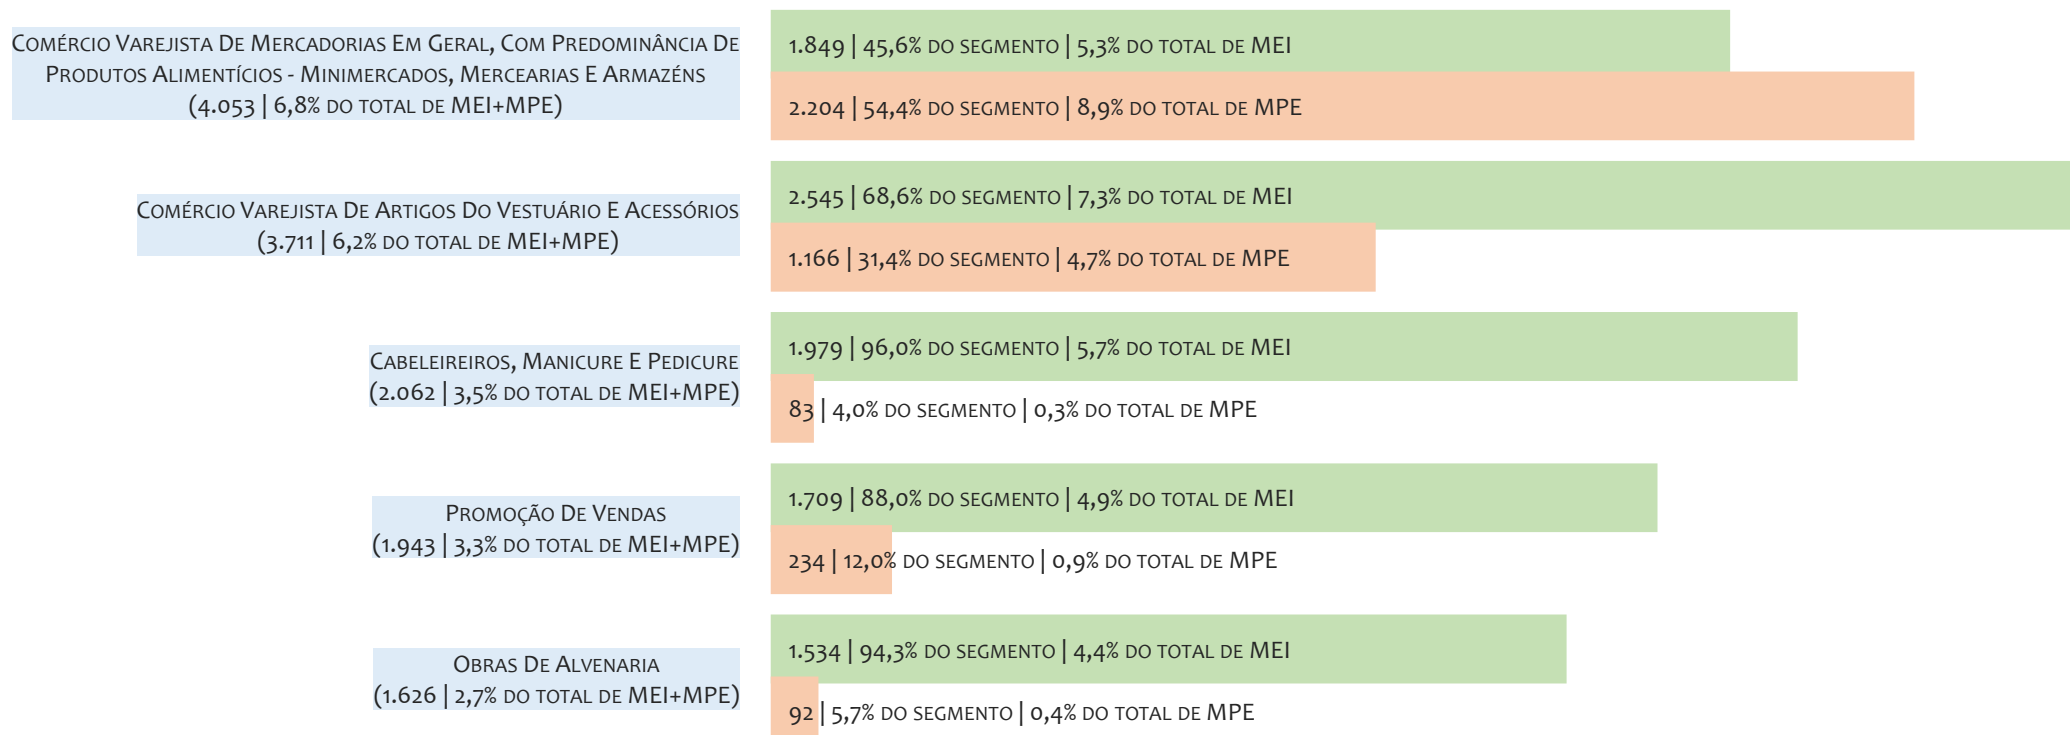 Comércio Varejista De Mercadorias Em Geral, Com Predominância De
Produtos Alimentícios - Minimercados, Mercearias E Armazéns
(4.053 | 6,8% do total de MEI+MPE)
1.849 | 45,6% do segmento | 5,3% do total de MEI
2.204 | 54,4% do segmento | 8,9% do total de MPE
Comércio Varejista De Artigos Do Vestuário E Acessórios
(3.711 | 6,2% do total de MEI+MPE)
2.545 | 68,6% do segmento | 7,3% do total de MEI
1.166 | 31,4% do segmento | 4,7% do total de MPE
Cabeleireiros, Manicure E Pedicure
(2.062 | 3,5% do total de MEI+MPE)
1.979 | 96,0% do segmento | 5,7% do total de MEI
83 | 4,0% do segmento | 0,3% do total de MPE
Promoção De Vendas
(1.943 | 3,3% do total de MEI+MPE)
1.709 | 88,0% do segmento | 4,9% do total de MEI
234 | 12,0% do segmento | 0,9% do total de MPE
Obras De Alvenaria
(1.626 | 2,7% do total de MEI+MPE)
1.534 | 94,3% do segmento | 4,4% do total de MEI
92 | 5,7% do segmento | 0,4% do total de MPE